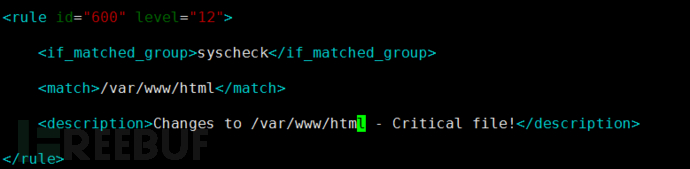 <rule id="600" level="12">
<if_matched_group>syscheck</if_matched_group>
<match>/var/www/html</match>
<description>Changes to /var/www/html - Critical file!</description>
</rule>
REEBUF